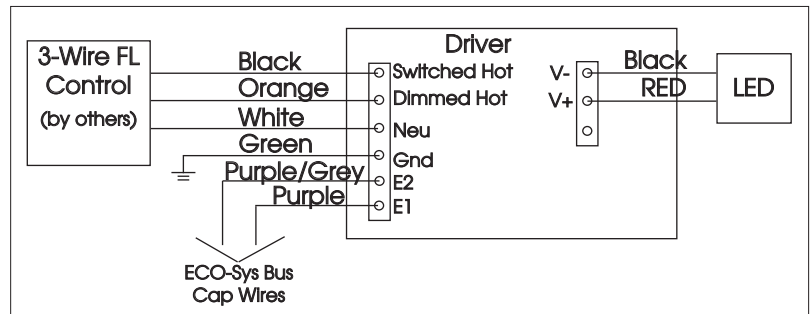 3-Wire FL
Control
(by others)
Black
Orange
White
Green
Purple/Grey
Purple
ECO-Sys Bus
Cap Wires
Driver
Switched Hot
Dimmed Hot
Neu
Gnd
E2
E1
V-
V+
Black
RED
LED